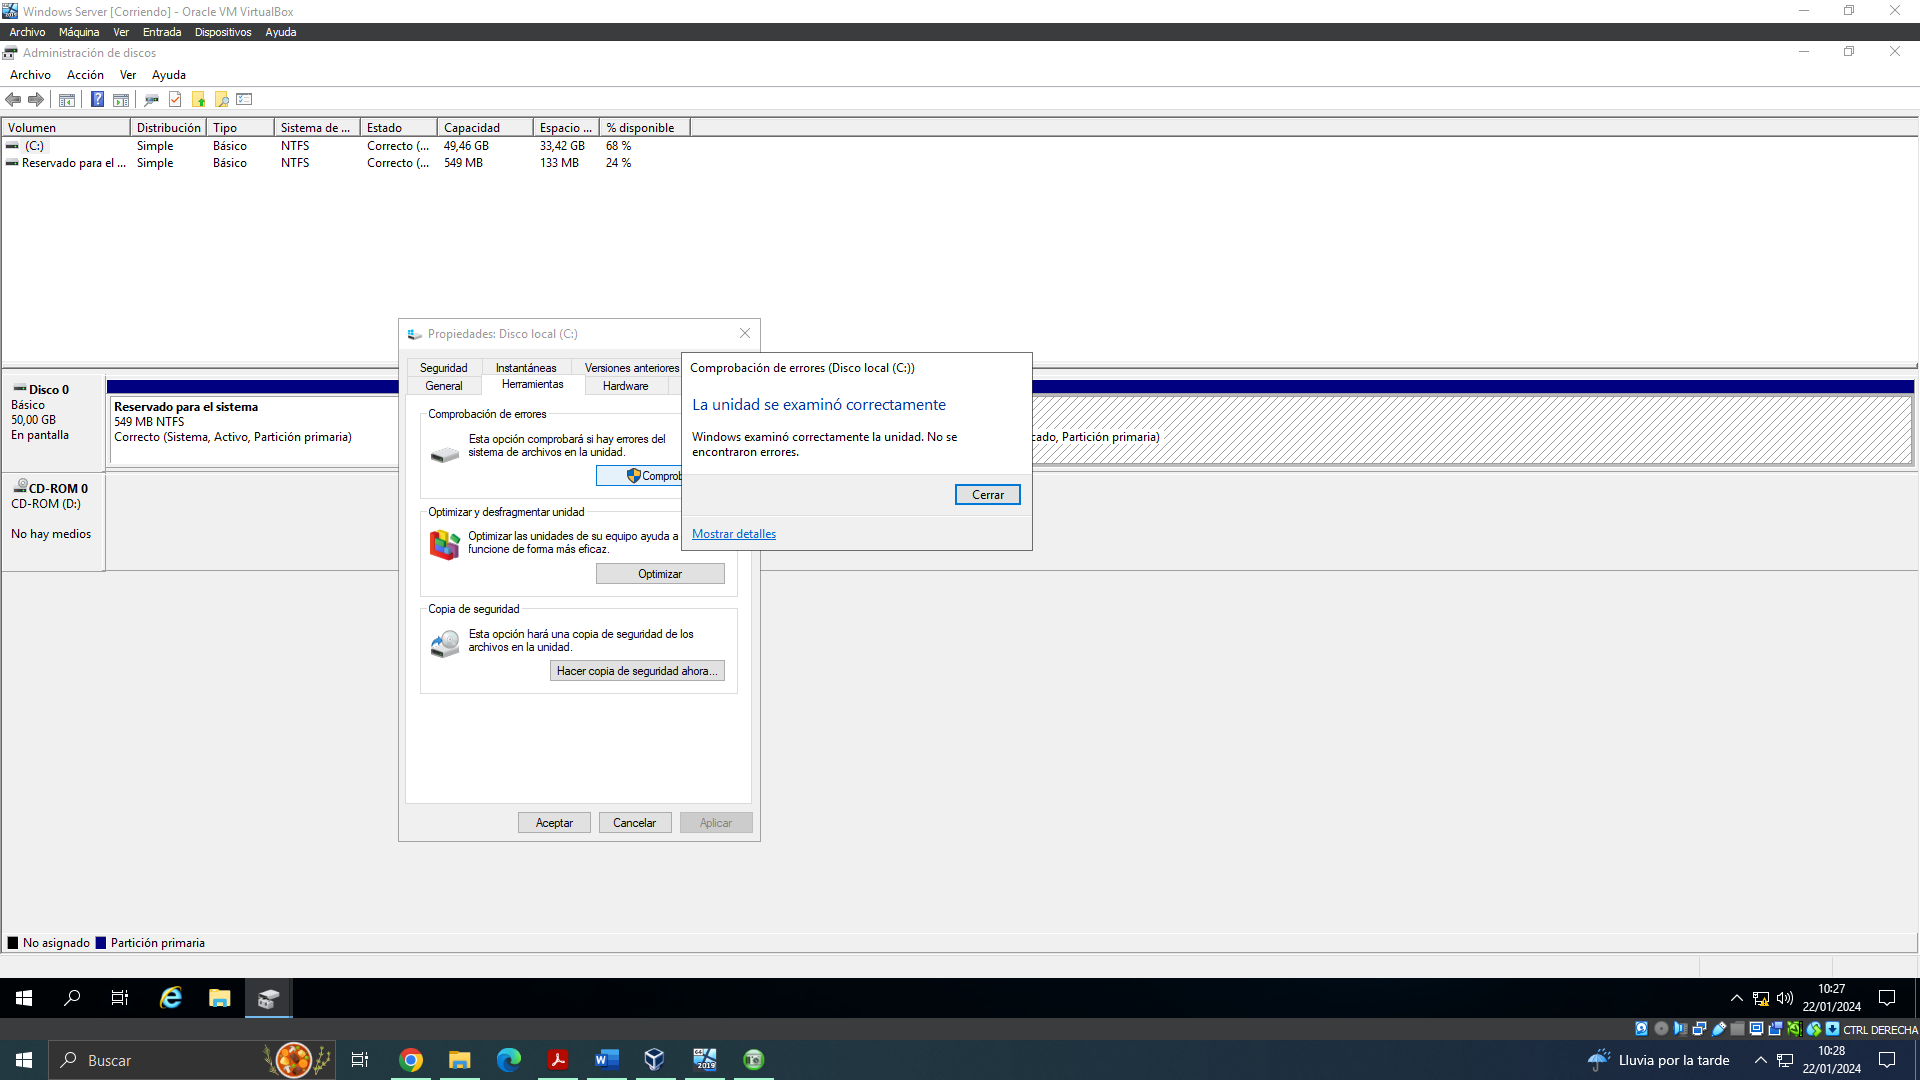 Windows Server [Corriendo] - Oracle VM VirtualBox
Archivo Máquina Ver Entrada Dispositivos Ayuda
Administración de discos
Archivo Acción Ver Ayuda
Volumen Distribución Tipo Sistema de ... Estado Capacidad Espacio ... % disponible
(C:) Simple Básico NTFS Correcto (... 49,46 GB 33,42 GB 68 %
Reservado para el ... Simple Básico NTFS Correcto (... 549 MB 133 MB 24 %
Propiedades: Disco local (C:)
Seguridad Instantáneas Versiones anteriores
General Herramientas Hardware
Comprobación de errores
Esta opción comprobará si hay errores del
sistema de archivos en la unidad.
Comprob
Optimizar y desfragmentar unidad
Optimizar las unidades de su equipo ayuda a
funcione de forma más eficaz.
Optimizar
Copia de seguridad
Esta opción hará una copia de seguridad de los
archivos en la unidad.
Hacer copia de seguridad ahora...
Aceptar Cancelar Aplicar
Comprobación de errores (Disco local (C:))
La unidad se examinó correctamente
Windows examinó correctamente la unidad. No se
encontraron errores.
Cerrar
Mostrar detalles
Disco 0
Básico
50,00 GB
En pantalla
Reservado para el sistema
549 MB NTFS
Correcto (Sistema, Activo, Partición primaria)
cado, Partición primaria)
CD-ROM 0
CD-ROM (D:)
No hay medios
No asignado Partición primaria
10:27
22/01/2024
CTRL DERECHA
Buscar
2019
Lluvia por la tarde
10:28
22/01/2024